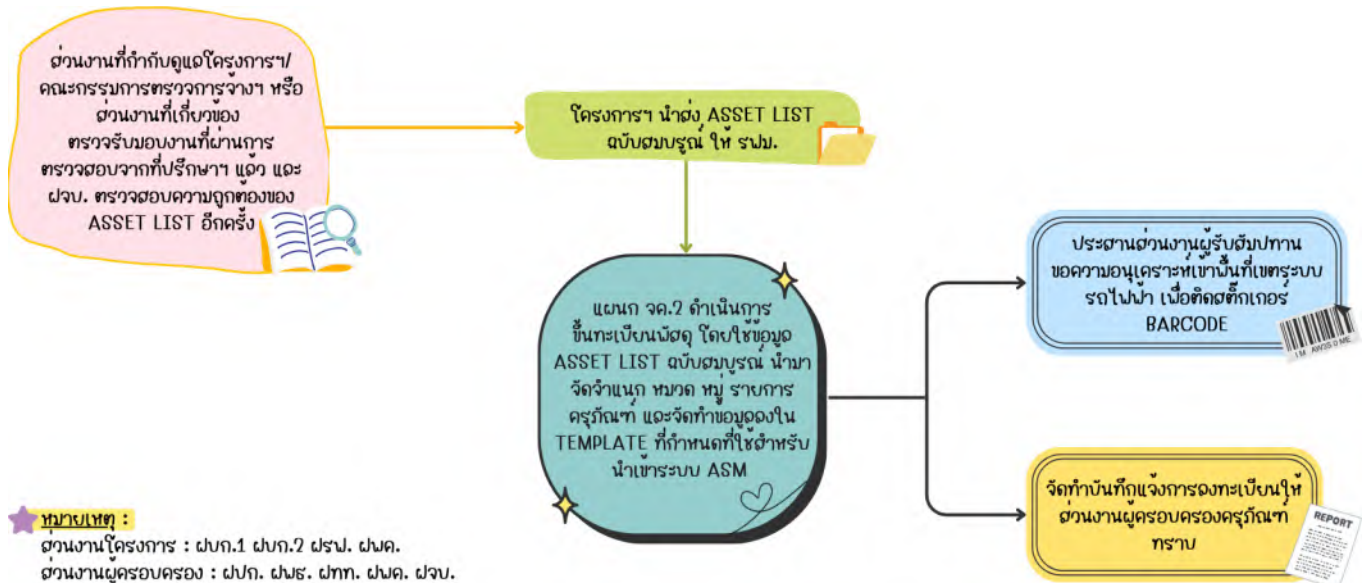 ส่วนงานที่กำกับดูแลโครงการฯ/
คณะกรรมการตรวจการจ้างฯ หรือ
ส่วนงานที่เกี่ยวข้อง
ตรวจรับมอบงานที่ผ่านการ
ตรวจสอบจากที่ปรึกษาฯ แล้ว และ
ฝจบ. ตรวจสอบความถูกต้องของ
ASSET LIST อีกครั้ง
โครงการฯ นำส่ง ASSET LIST
ฉบับสมบรูณ์ ให้ รฟม.
แผนก จค.2 ดำเนินการ
ขึ้นทะเบียนพัสดุ โดยใช้ข้อมูล
ASSET LIST ฉบับสมบูรณ์ นำมา
จัดจำแนก หมวด หมู่ รายการ
ครุภัณฑ์ และจัดทำข้อมูลลงใน
TEMPLATE ที่กำหนดที่ใช้สำหรับ
นำเข้าระบบ ASM
ประสานส่วนงานผู้รับสัมปทาน
ขอความอนุเคราะห์เข้าพื้นที่เขตระบบ
รถไฟฟ้า เพื่อติดสติ๊กเกอร์
BARCODE
I M AW3S 0 ME
จัดทำบันทึกแจ้งการลงทะเบียนให้
ส่วนงานผู้ครอบครองครุภัณฑ์
ทราบ
REPORT
หมายเหตุ :
ส่วนงานโครงการ : ฝบก.1 ฝบก.2 ฝรฟ. ฝพค.
ส่วนงานผู้ครอบครอง : ฝปก. ฝพธ. ฝทท. ฝพค. ฝจบ.